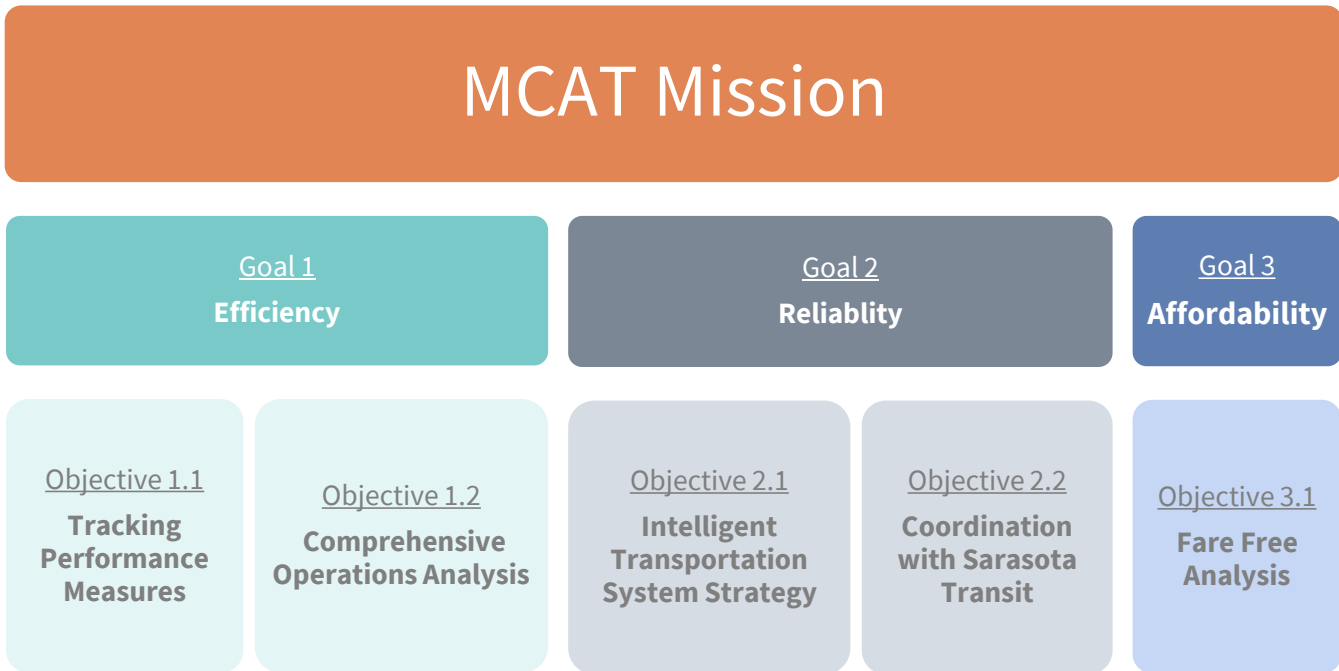 MCAT Mission
Goal 1
Efficiency
Goal 2
Reliablity
Goal 3
Affordability
Objective 1.1
Tracking
Performance
Measures
Objective 1.2
Comprehensive
Operations Analysis
Objective 2.1
Intelligent
Transportation
System Strategy
Objective 2.2
Coordination
with Sarasota
Transit
Objective 3.1
Fare Free
Analysis